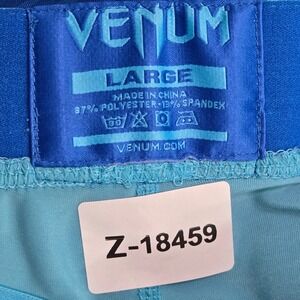 VENUM
LARGE
MADE IN CHINA
87% POLYESTER-13% SPANDEX
VENUM.COM
Z-18459